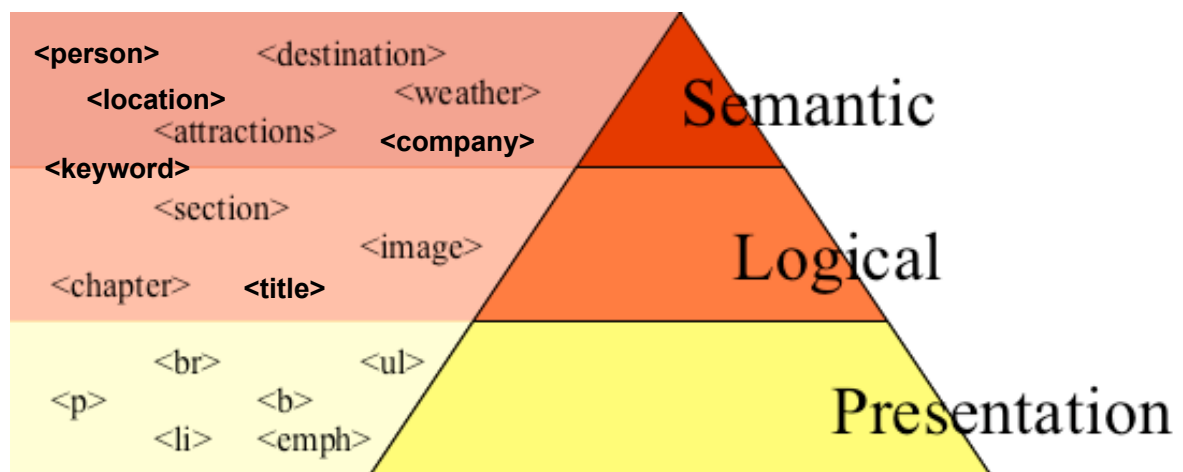 <person> <destination>
<location> <weather>
<attractions> <company>
Semantic
<keyword>
<section>
<image>
<chapter> <title>
Logical
<br> <ul>
<p> <b>
<li> <emph>
Presentation